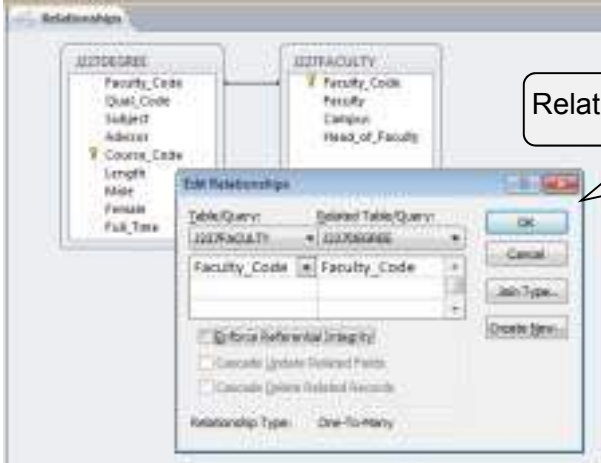 Relationships
J227DEGREE
Faculty_Code
Qual_Code
Subject
Advisor
Course_Code
Length
Male
Female
Full_Time
J227FACULTY
Faculty_Code
Faculty
Campus
Head_of_Faculty
Relat
Edit Relationships
Table/Query: Related Table/Query:
J227FACULTY J227DEGREE
Faculty_Code Faculty_Code
Enforce Referential Integrity
Cascade Update Related Fields
Cascade Delete Related Records
Relationship Type: One-To-Many
OK
Cancel
Join Type...
Create New...